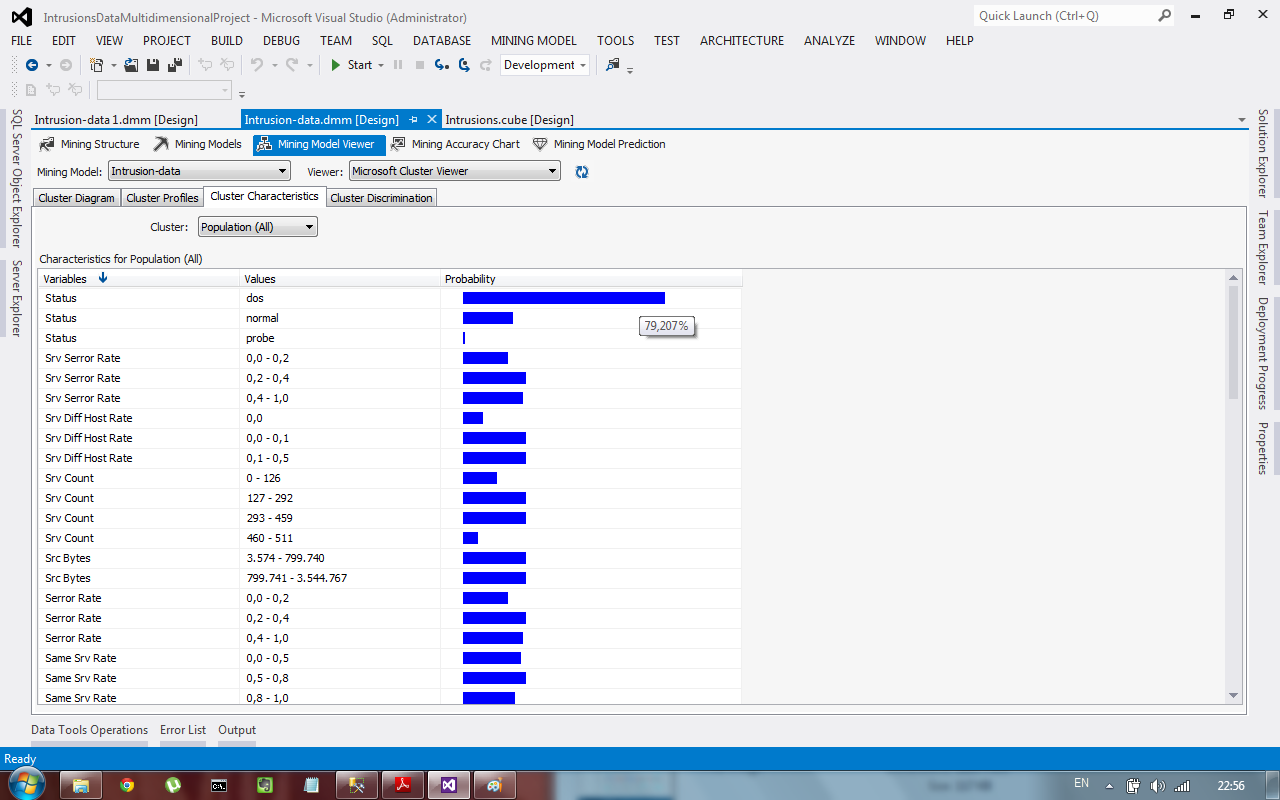 IntrusionsDataMultidimensionalProject - Microsoft Visual Studio (Administrator)
Quick Launch (Ctrl+Q)
FILE EDIT VIEW PROJECT BUILD DEBUG TEAM SQL DATABASE MINING MODEL TOOLS TEST ARCHITECTURE ANALYZE WINDOW HELP
Start Development
Intrusion-data 1.dmm [Design] Intrusion-data.dmm [Design] Intrusions.cube [Design]
Mining Structure Mining Models Mining Model Viewer Mining Accuracy Chart Mining Model Prediction
Mining Model: Intrusion-data Viewer: Microsoft Cluster Viewer
Cluster Diagram Cluster Profiles Cluster Characteristics Cluster Discrimination
Cluster: Population (All)
Characteristics for Population (All)
Variables Values Probability
Status dos
Status normal
79,207%
Status probe
Srv Serror Rate 0,0 - 0,2
Srv Serror Rate 0,2 - 0,4
Srv Serror Rate 0,4 - 1,0
Srv Diff Host Rate 0,0
Srv Diff Host Rate 0,0 - 0,1
Srv Diff Host Rate 0,1 - 0,5
Srv Count 0 - 126
Srv Count 127 - 292
Srv Count 293 - 459
Srv Count 460 - 511
Src Bytes 3.574 - 799.740
Src Bytes 799.741 - 3.544.767
Serror Rate 0,0 - 0,2
Serror Rate 0,2 - 0,4
Serror Rate 0,4 - 1,0
Same Srv Rate 0,0 - 0,5
Same Srv Rate 0,5 - 0,8
Same Srv Rate 0,8 - 1,0
SQL Server Object Explorer
Server Explorer
Solution Explorer
Team Explorer
Deployment Progress
Properties
Data Tools Operations Error List Output
Ready
EN 22:56